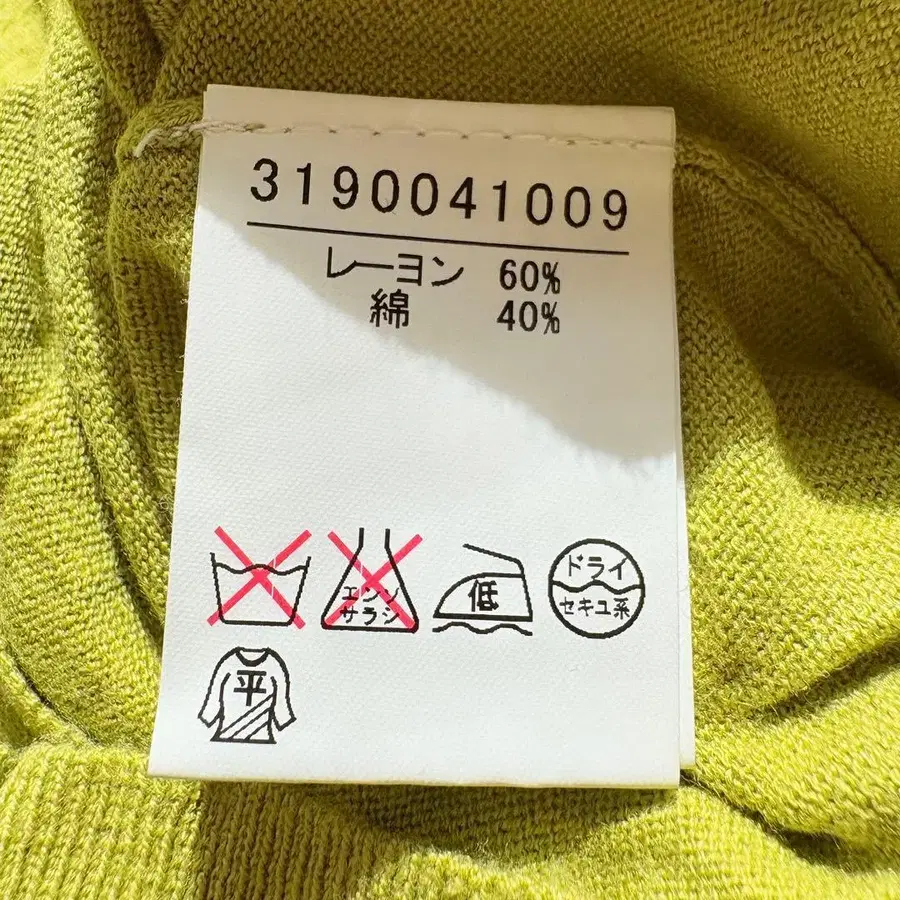 3190041009
レーヨン 60%
綿 40%
エンソ
サラシ
低
ドライ
セキユ系
平